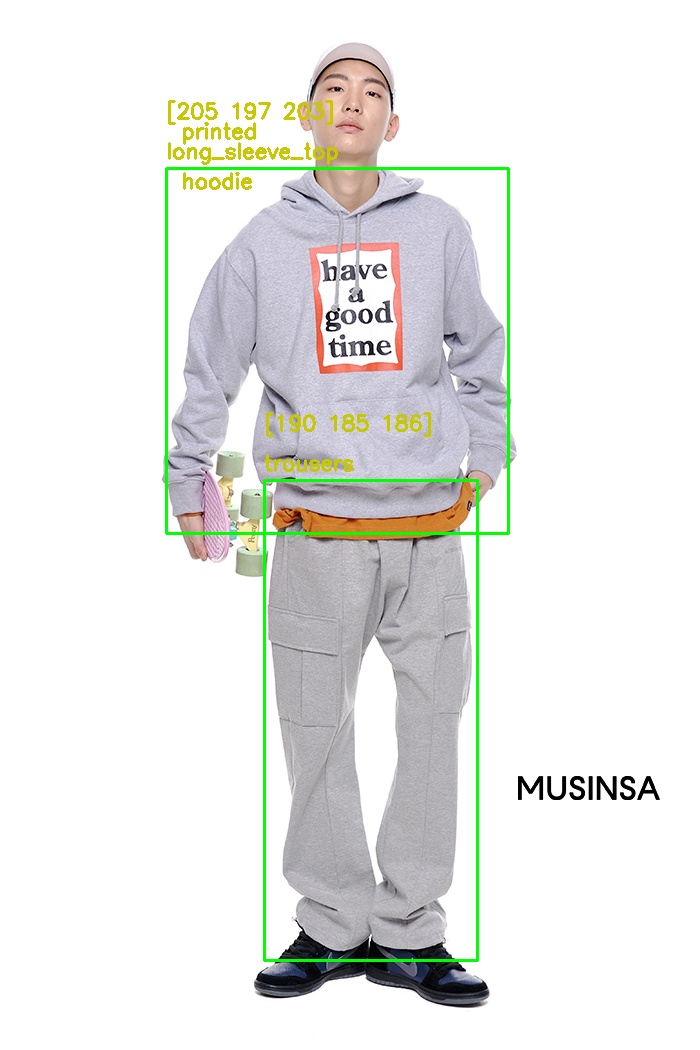 [205 197 203]
printed
long_sleeve_top
hoodie
have
a
good
time
[190 185 186]
trousers
MUSINSA